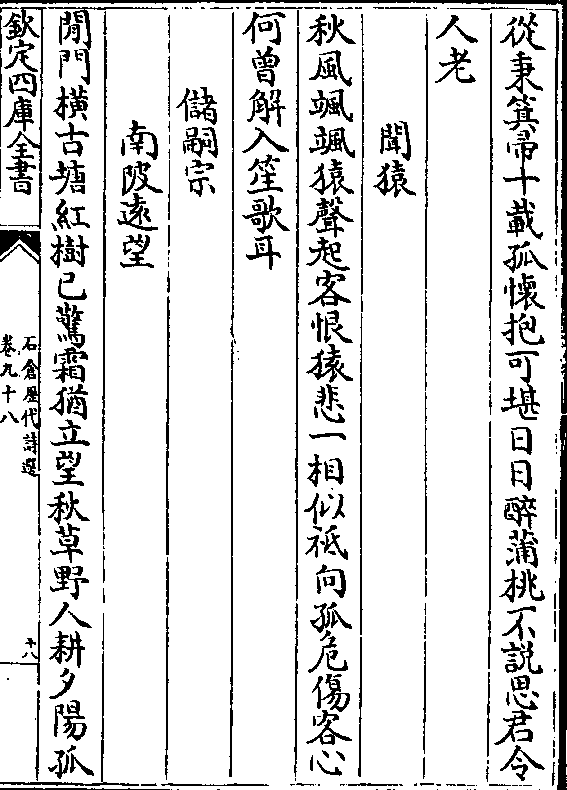 從秉箕帚十載孤懷抱可堪日日醉蒲桃不說思君令
人老
聞猿
秋風颯颯猿聲起客恨猿悲一相似祗向孤危傷客心
何曾解入笙歌耳
儲嗣宗
南陂遠望
閒門橫古塘紅樹已驚霜猶立望秋草野人耕夕陽孤
欽定四庫全書
石倉歷代詩選
卷九十八
十八